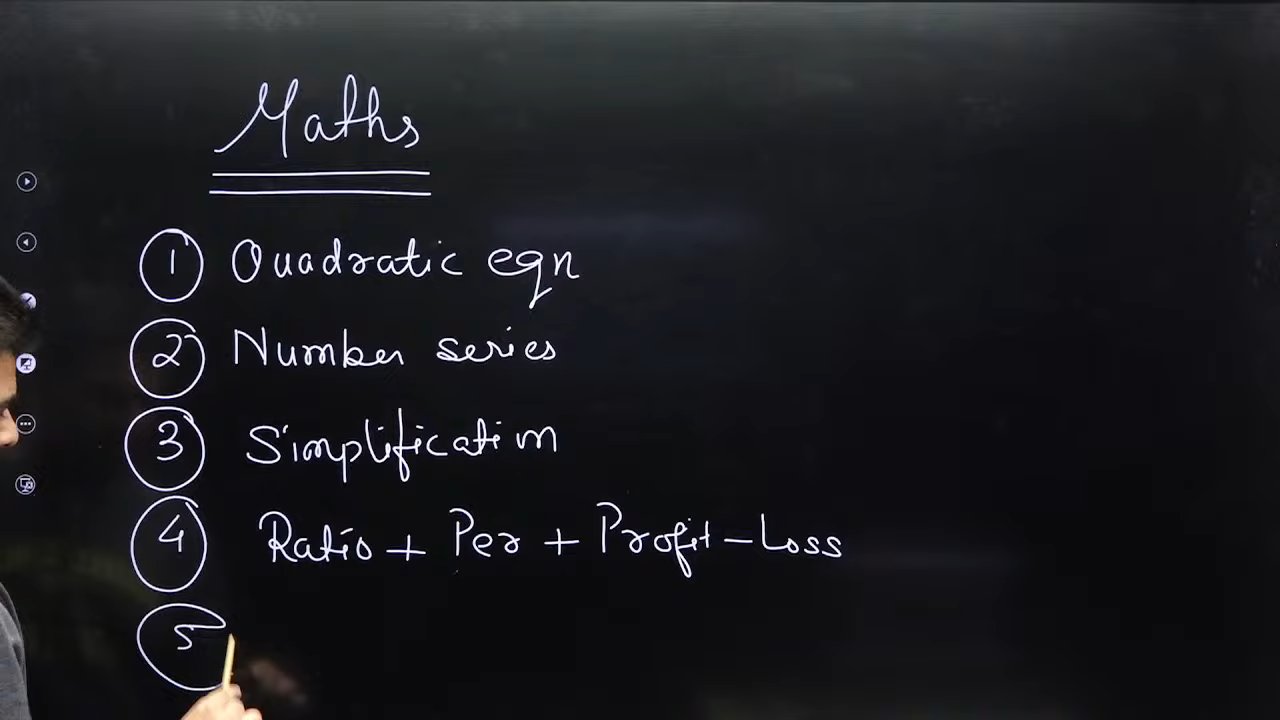 Maths
1 Quadratic eqn
2 Number series
3 Simplification
4 Ratio + Per + Profit - Loss
5